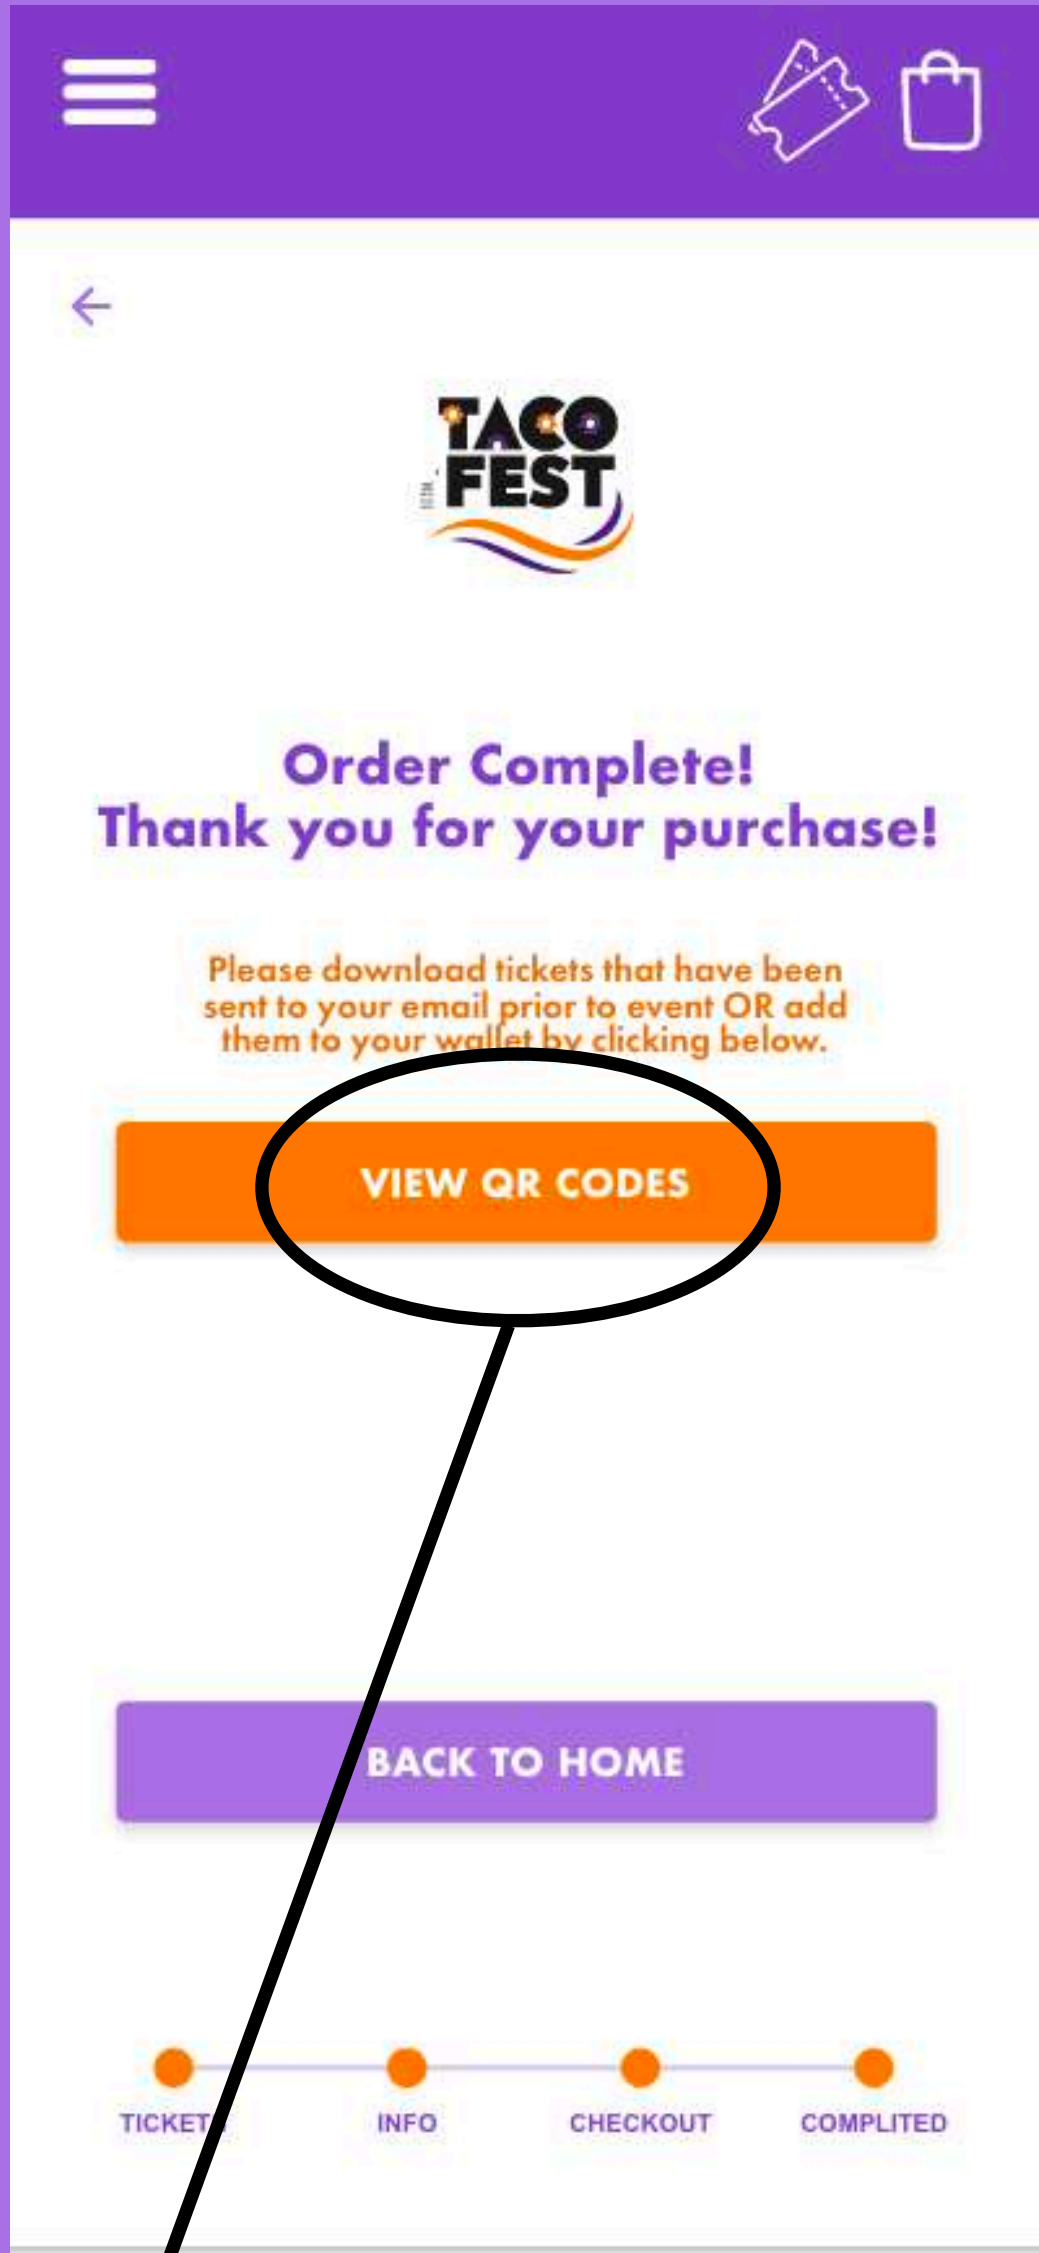 TACO
FEST
Order Complete!
Thank you for your purchase!
Please download tickets that have been
sent to your email prior to event OR add
them to your wallet by clicking below.
VIEW QR CODES
BACK TO HOME
TICKETS INFO CHECKOUT COMPLITED